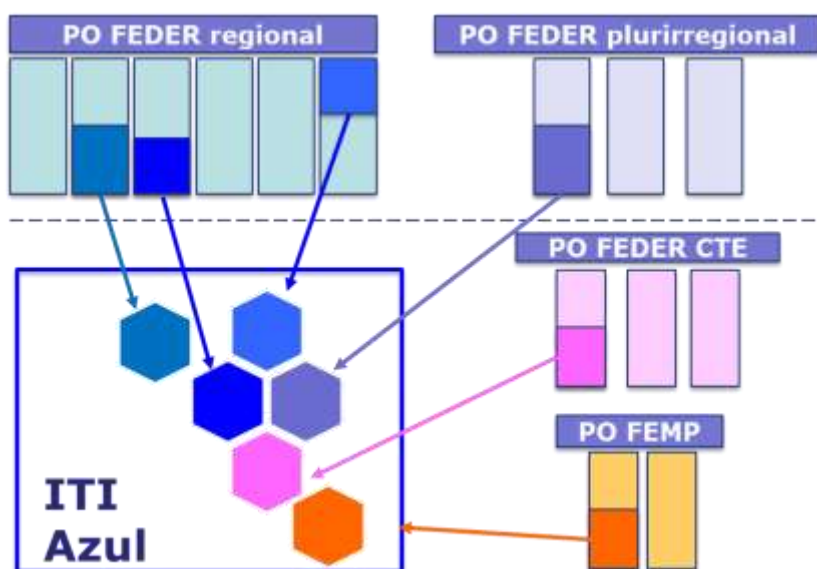 PO FEDER regional
PO FEDER plurirregional
PO FEDER CTE
PO FEMP
ITI
Azul